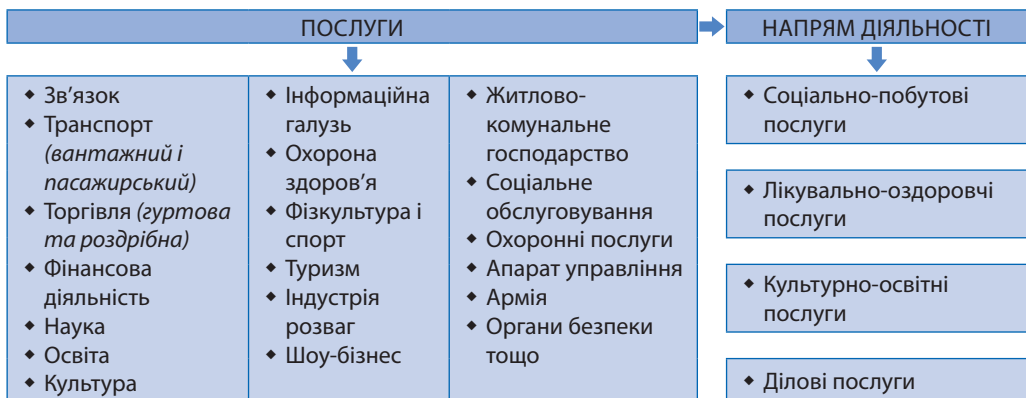 ПОСЛУГИ
◆ Зв’язок
◆ Транспорт
(вантажний і
пасажирський)
◆ Торгівля (гуртова
та роздрібна)
◆ Фінансова
діяльність
◆ Наука
◆ Освіта
◆ Культура
◆ Інформаційна
галузь
◆ Охорона
здоров’я
◆ Фізкультура і
спорт
◆ Туризм
◆ Індустрія
розваг
◆ Шоу-бізнес
◆ Житлово-
комунальне
господарство
◆ Соціальне
обслуговування
◆ Охоронні послуги
◆ Апарат управління
◆ Армія
◆ Органи безпеки
тощо
НАПРЯМ ДІЯЛЬНОСТІ
◆ Соціально-побутові
послуги
◆ Лікувально-оздоровчі
послуги
◆ Культурно-освітні
послуги
◆ Ділові послуги